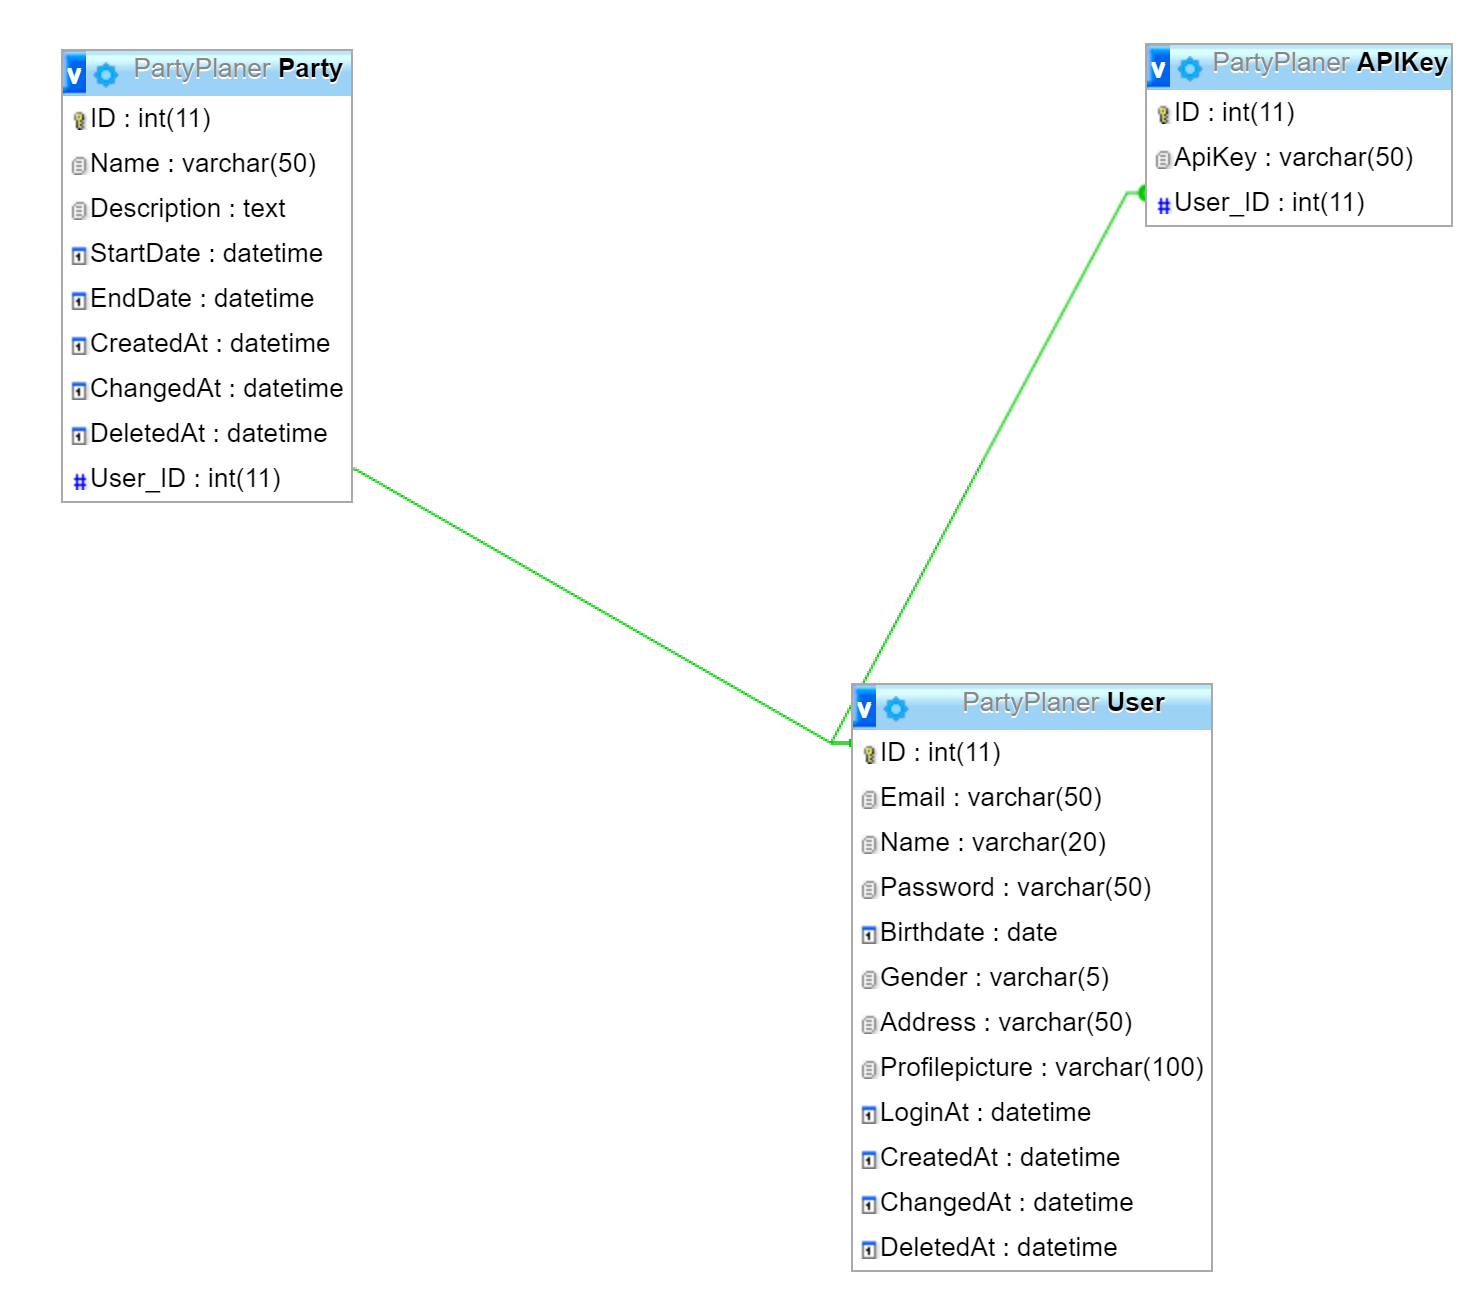 v PartyPlaner Party
ID : int(11)
Name : varchar(50)
Description : text
StartDate : datetime
EndDate : datetime
CreatedAt : datetime
ChangedAt : datetime
DeletedAt : datetime
# User_ID : int(11)
v PartyPlaner APIKey
ID : int(11)
ApiKey : varchar(50)
# User_ID : int(11)
v PartyPlaner User
ID : int(11)
Email : varchar(50)
Name : varchar(20)
Password : varchar(50)
Birthdate : date
Gender : varchar(5)
Address : varchar(50)
Profilepicture : varchar(100)
LoginAt : datetime
CreatedAt : datetime
ChangedAt : datetime
DeletedAt : datetime